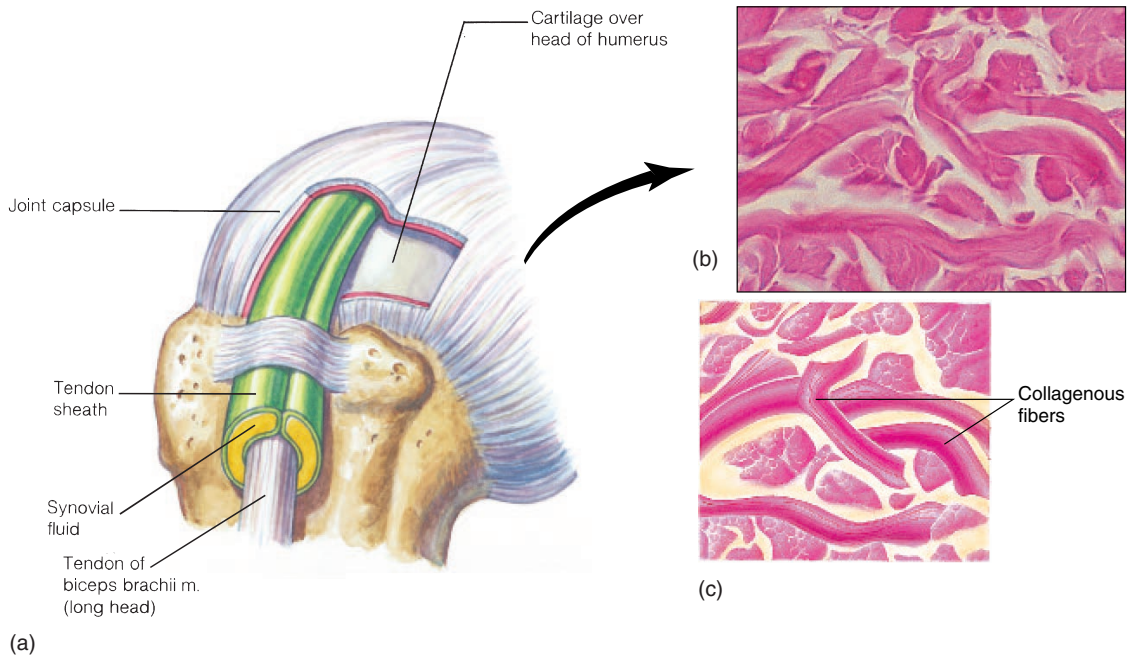 Cartilage over
head of humerus
Joint capsule
Tendon
sheath
Synovial
fluid
Tendon of
biceps brachii m.
(long head)
(a)
(b)
Collagenous
fibers
(c)